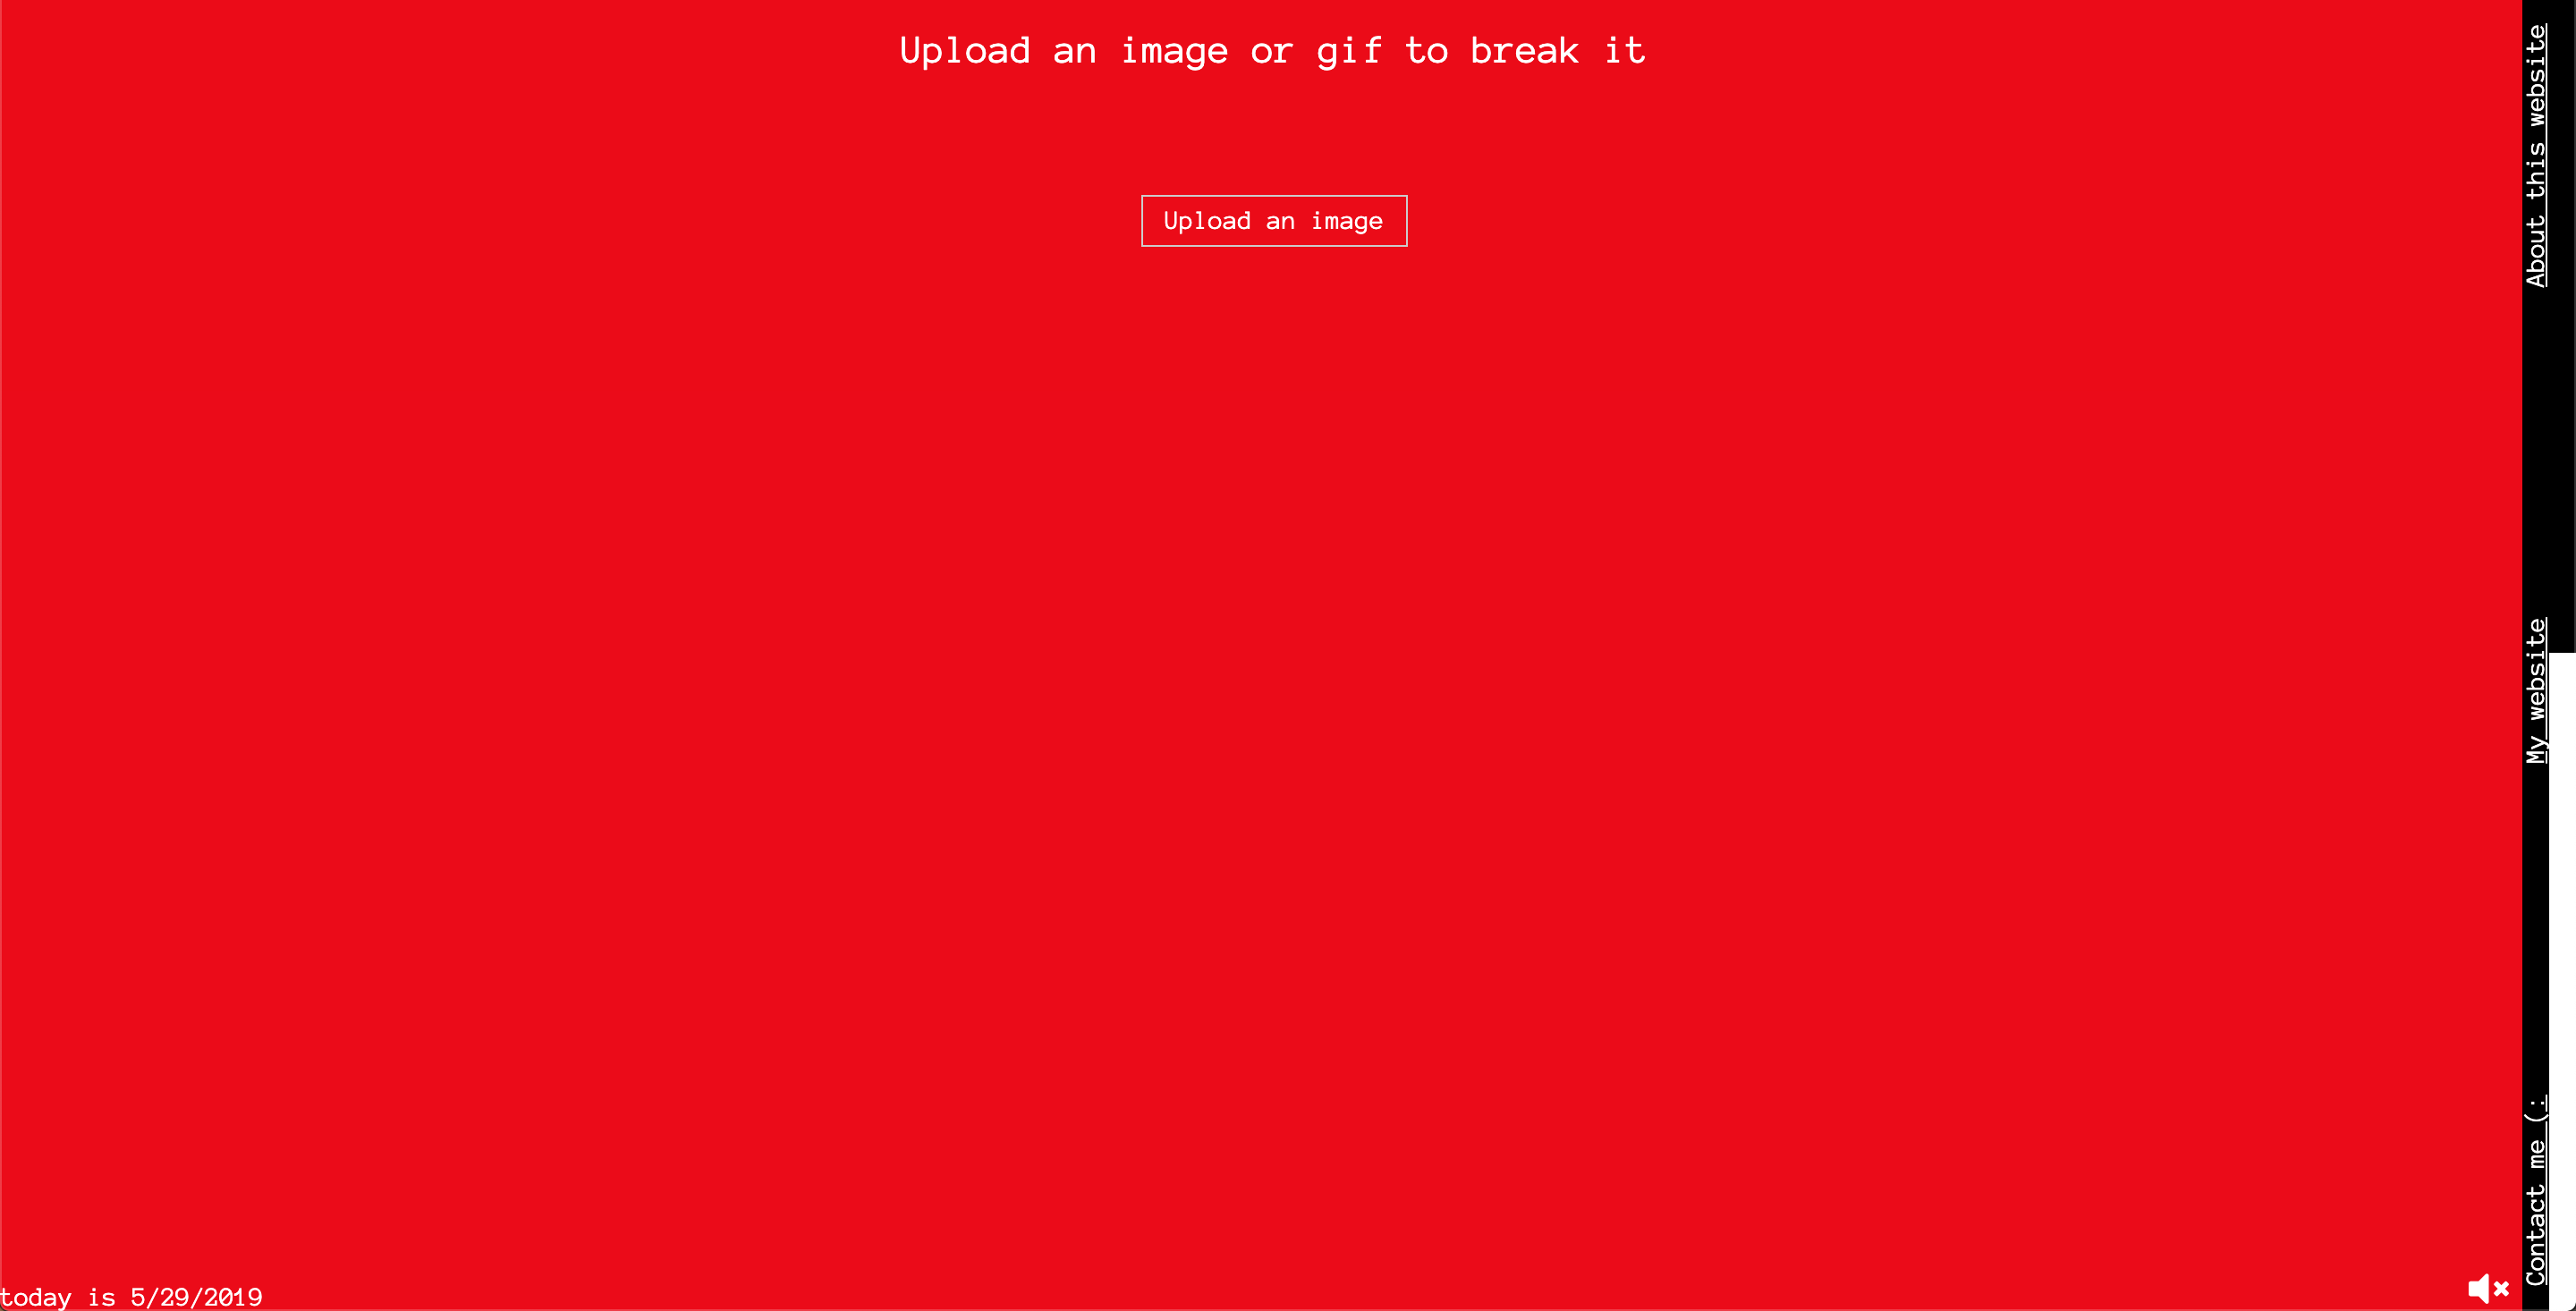 Upload an image or gif to break it
Upload an image
About this website
My website
Contact me (:
today is 5/29/2019